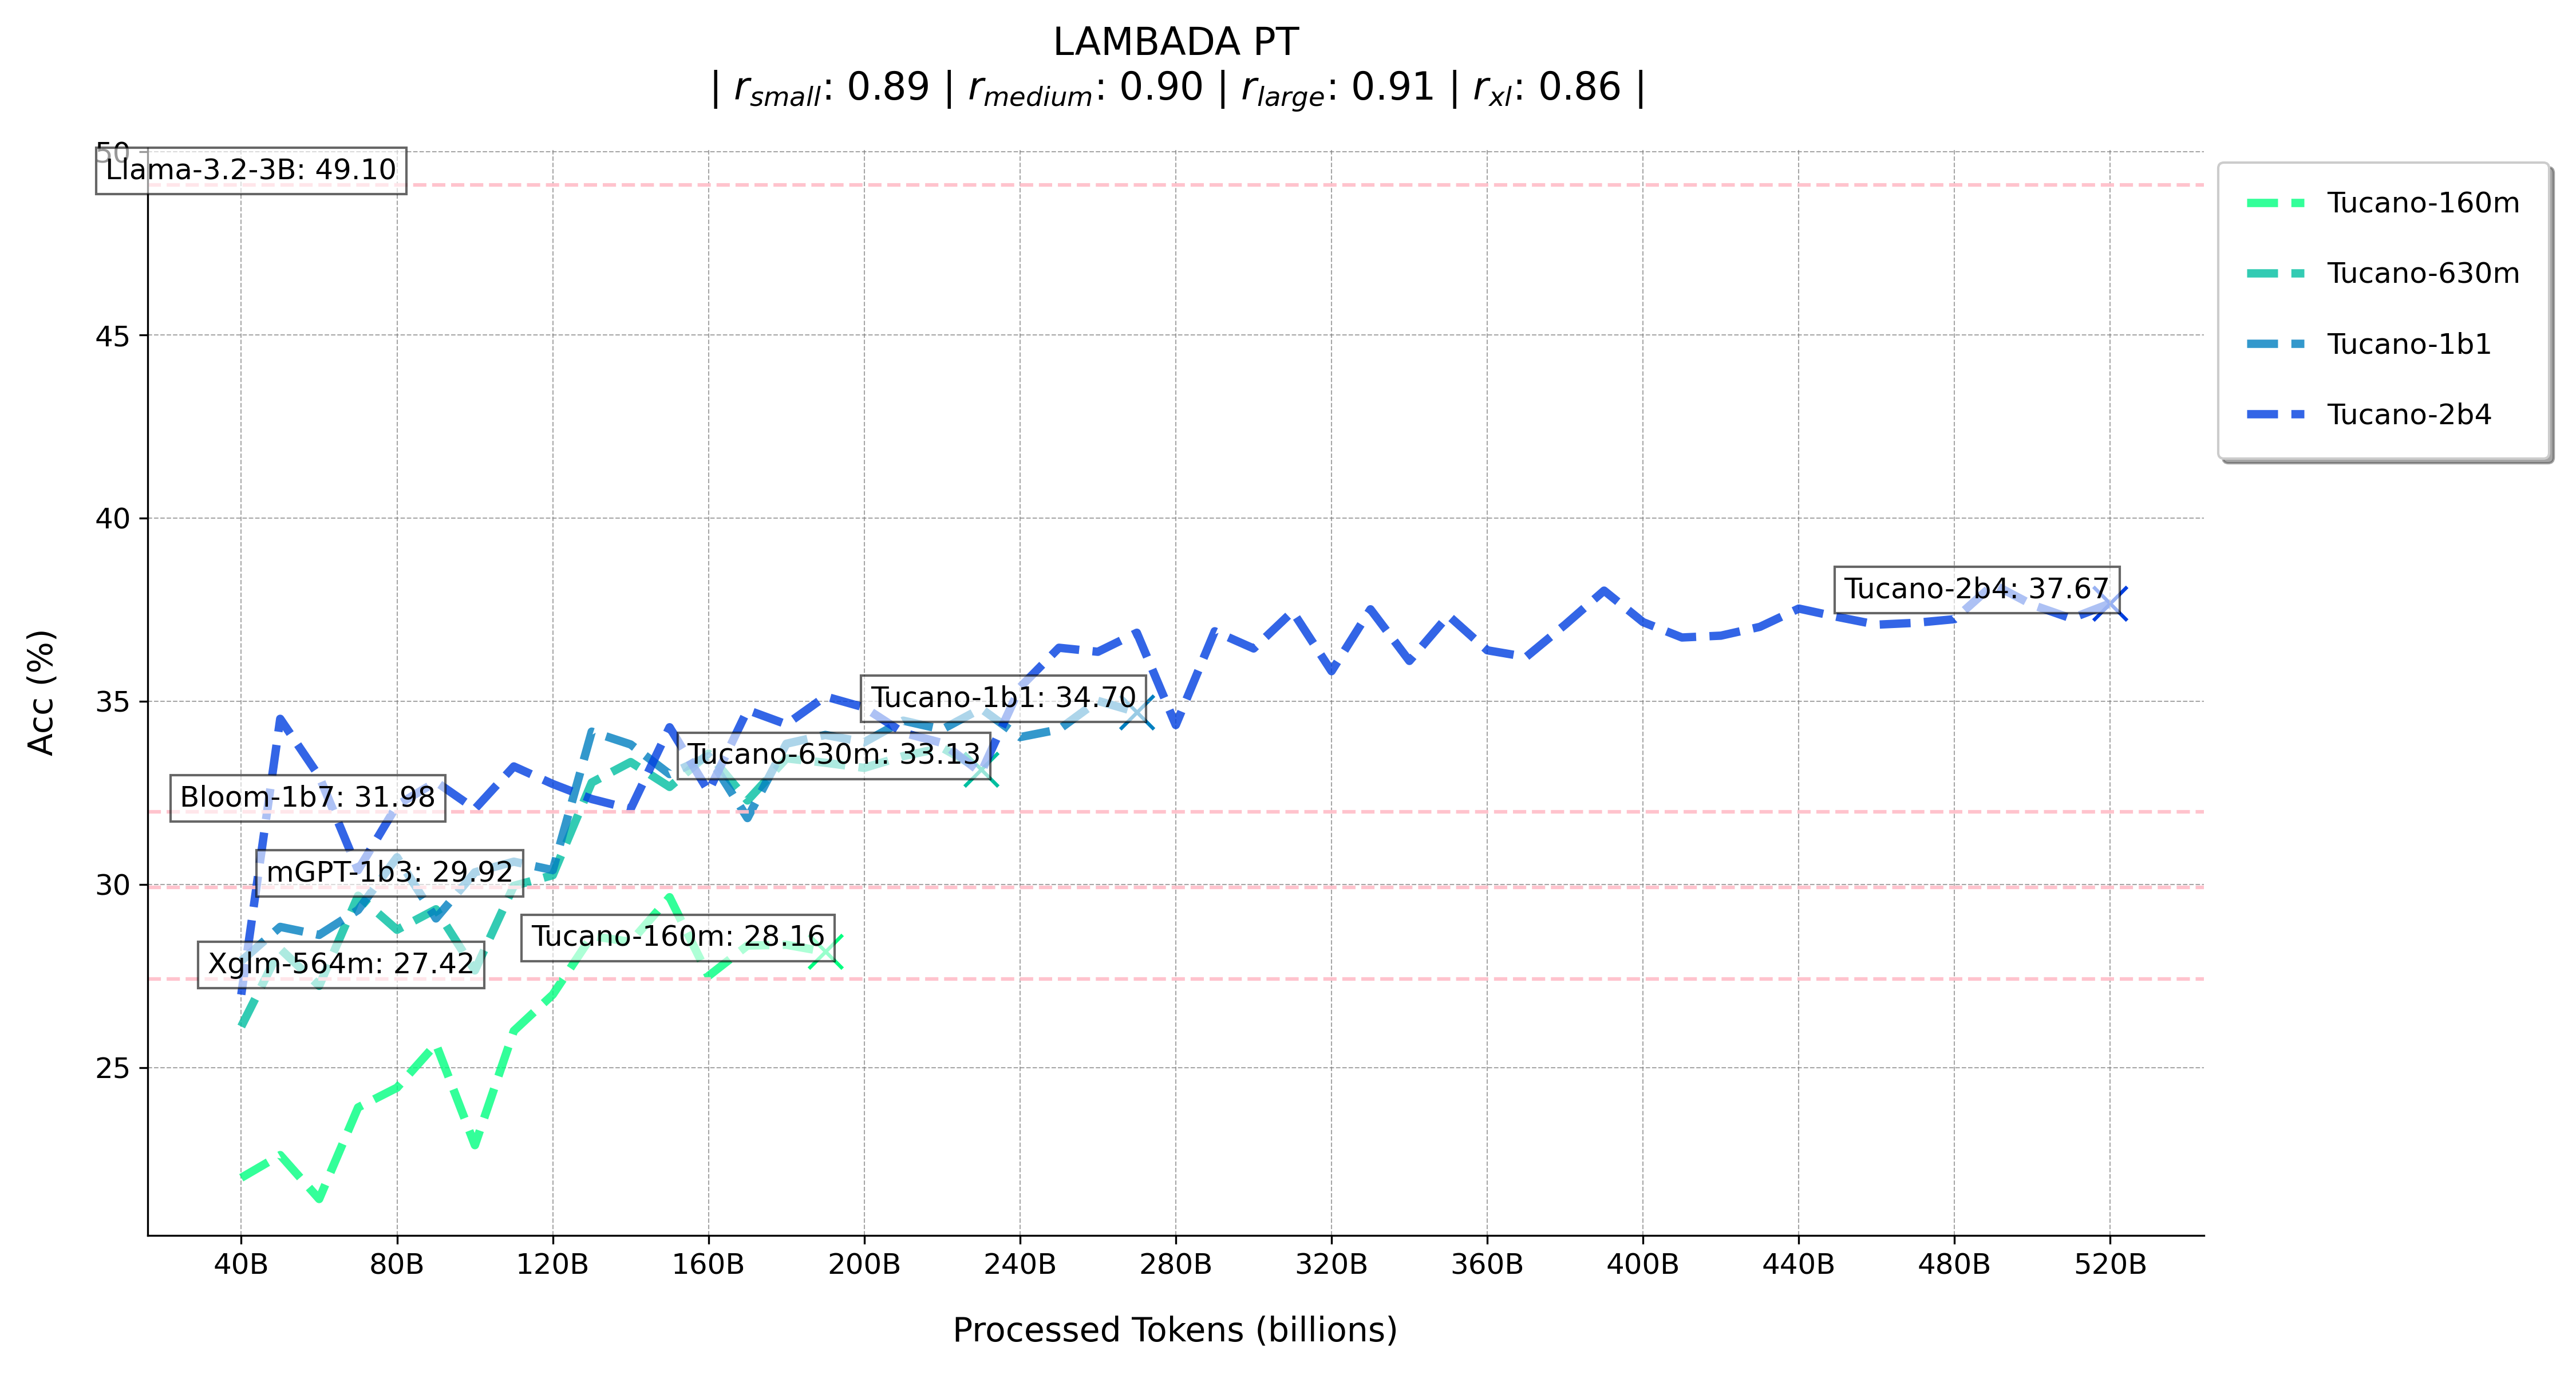 LAMBADA PT
| r_small: 0.89 | r_medium: 0.90 | r_large: 0.91 | r_xl: 0.86 |
50
Llama-3.2-3B: 49.10
Tucano-160m
Tucano-630m
Tucano-1b1
Tucano-2b4
45
40
Tucano-2b4: 37.67
35
Tucano-1b1: 34.70
Tucano-630m: 33.13
Bloom-1b7: 31.98
mGPT-1b3: 29.92
30
Tucano-160m: 28.16
Xglm-564m: 27.42
25
Acc (%)
40B 80B 120B 160B 200B 240B 280B 320B 360B 400B 440B 480B 520B
Processed Tokens (billions)